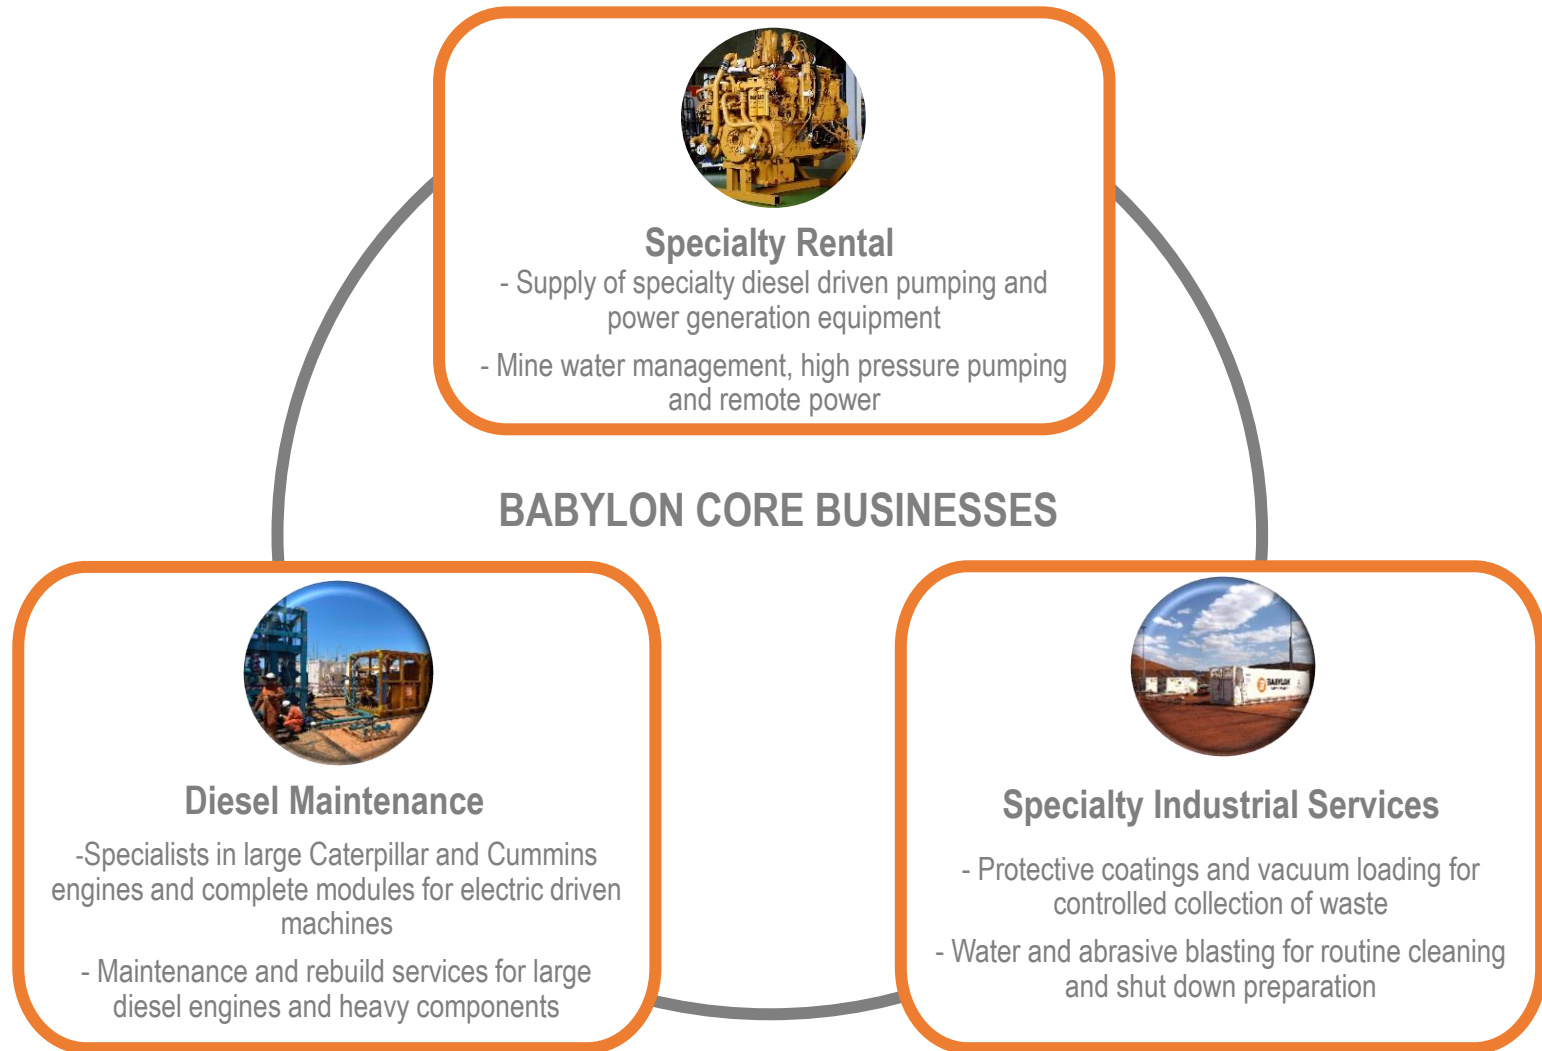 Specialty Rental
- Supply of specialty diesel driven pumping and
power generation equipment
- Mine water management, high pressure pumping
and remote power
BABYLON CORE BUSINESSES
Diesel Maintenance
-Specialists in large Caterpillar and Cummins
engines and complete modules for electric driven
machines
- Maintenance and rebuild services for large
diesel engines and heavy components
BABYLON
Specialty Industrial Services
- Protective coatings and vacuum loading for
controlled collection of waste
- Water and abrasive blasting for routine cleaning
and shut down preparation